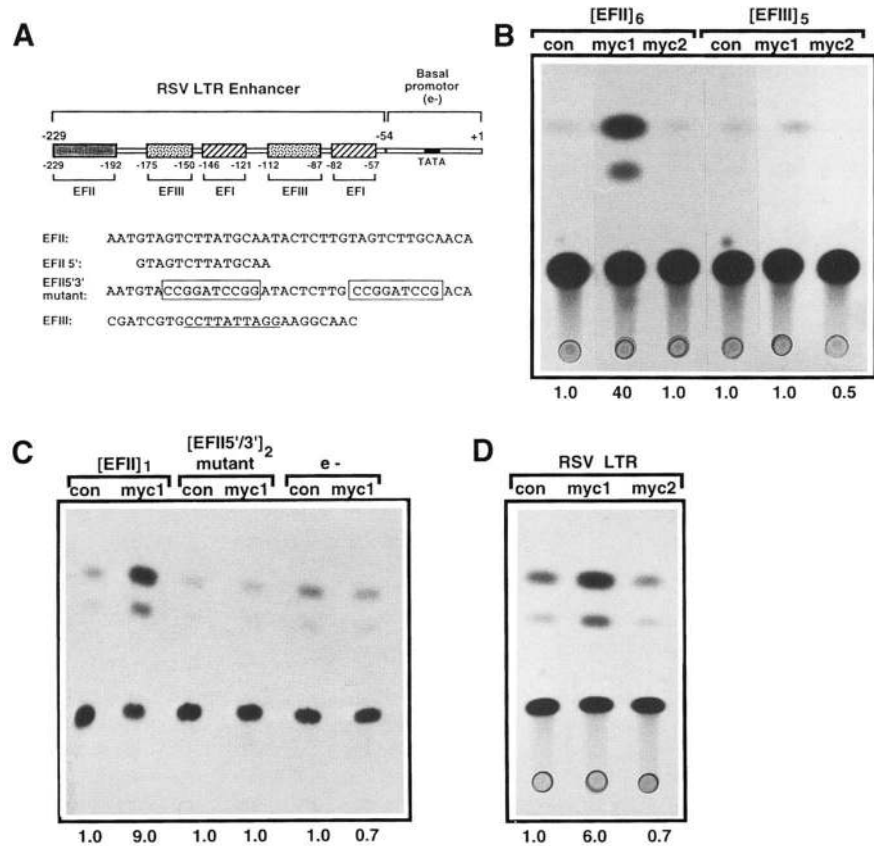 A
RSV LTR Enhancer
Basal
promotor
(e-)
-229
-54
+1
-229 -192 -175 -150 -146 -121 -112 -87 -82 -57
TATA
EFII EFIII EFI EFIII EFI
EFII: AATGTAGTCTTATGCAATACTCTTGTAGTCTTGCAACA
EFII 5': GTAGTCTTATGCAA
EFII5'3'
mutant: AATGTACCGGATCCGGATACTCTTGCCGGATCCGACA
EFIII: CGATCGTGCCTTATTAGGAAGGCAAC
B
[EFII]6 [EFIII]5
con myc1 myc2 con myc1 myc2
1.0 40 1.0 1.0 1.0 0.5
C
[EFII]1 [EFII5'/3']2
mutant e -
con myc1 con myc1 con myc1
1.0 9.0 1.0 1.0 1.0 0.7
D
RSV LTR
con myc1 myc2
1.0 6.0 0.7